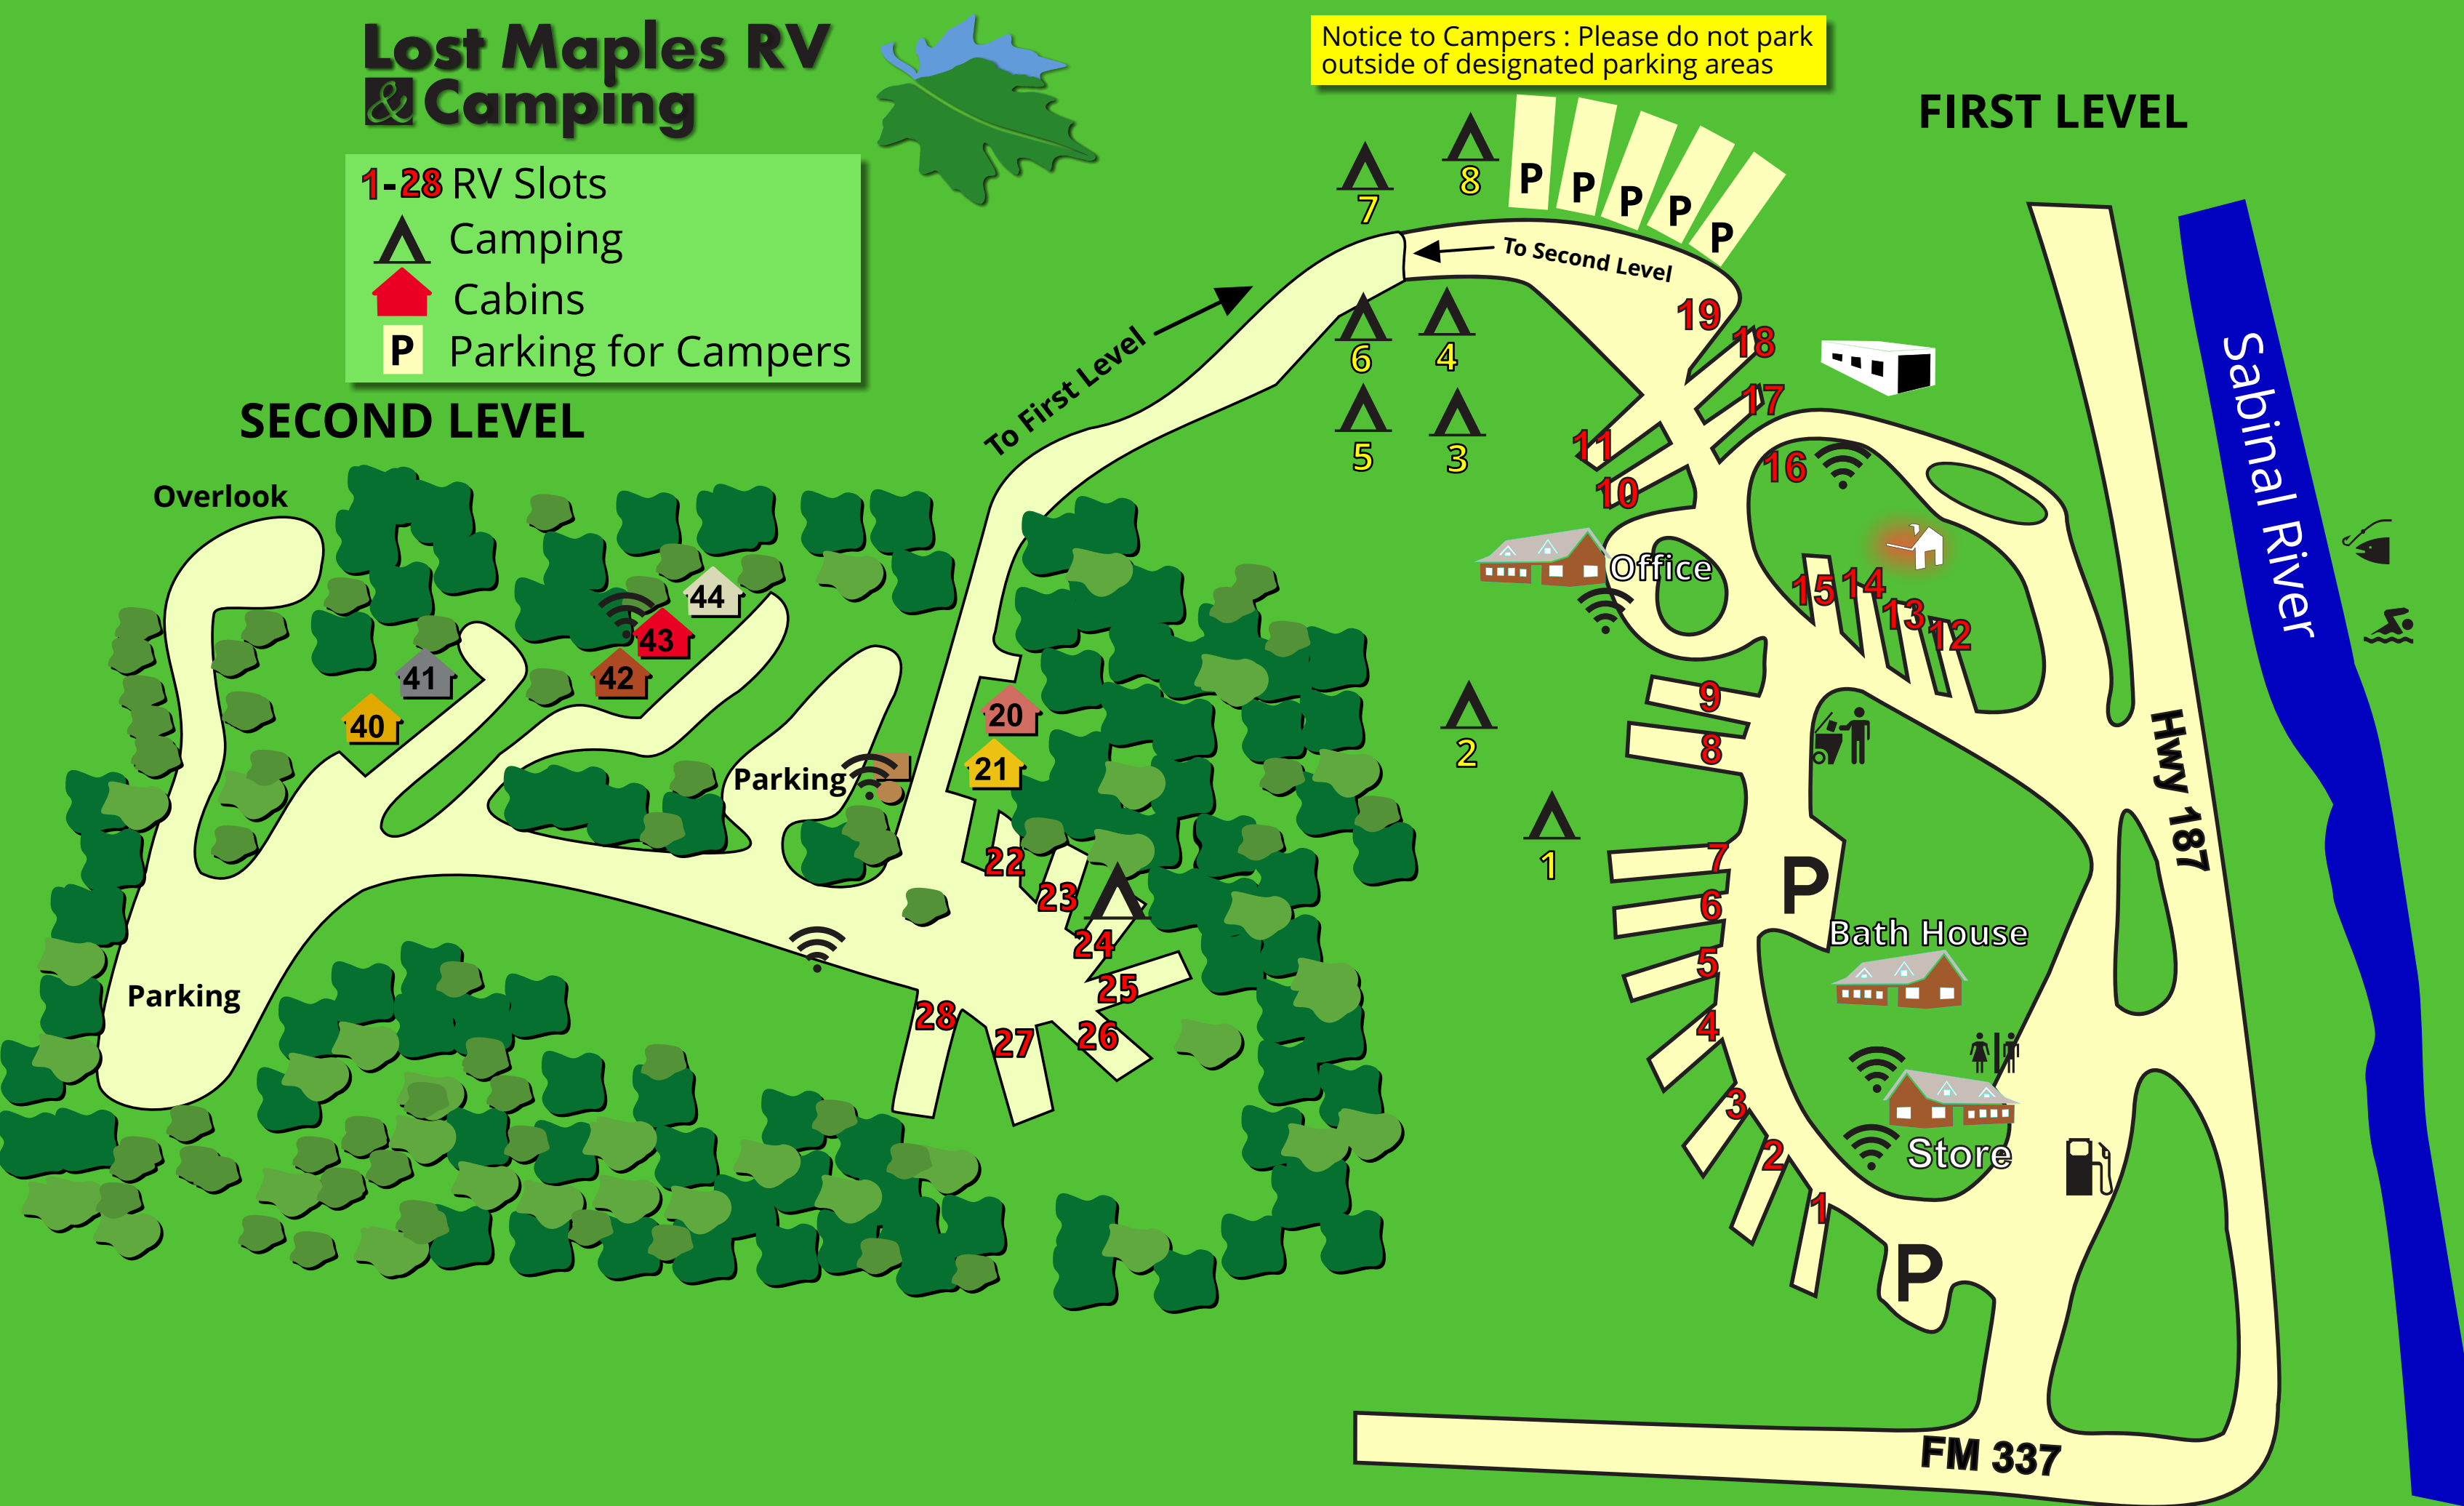 Lost Maples RV
& Camping
Notice to Campers : Please do not park
outside of designated parking areas
FIRST LEVEL
1-28 RV Slots
Camping
Cabins
P Parking for Campers
SECOND LEVEL
7
8
P
P
P
P
P
To Second Level
To First Level
6
4
5
3
2
1
19
18
17
16
11
10
Office
15
14
13
12
9
8
7
6
5
4
3
2
1
P
Bath House
Store
P
Hwy 187
Sabinal River
FM 337
Overlook
44
43
42
41
40
20
21
Parking
22
23
24
25
26
27
28
Parking